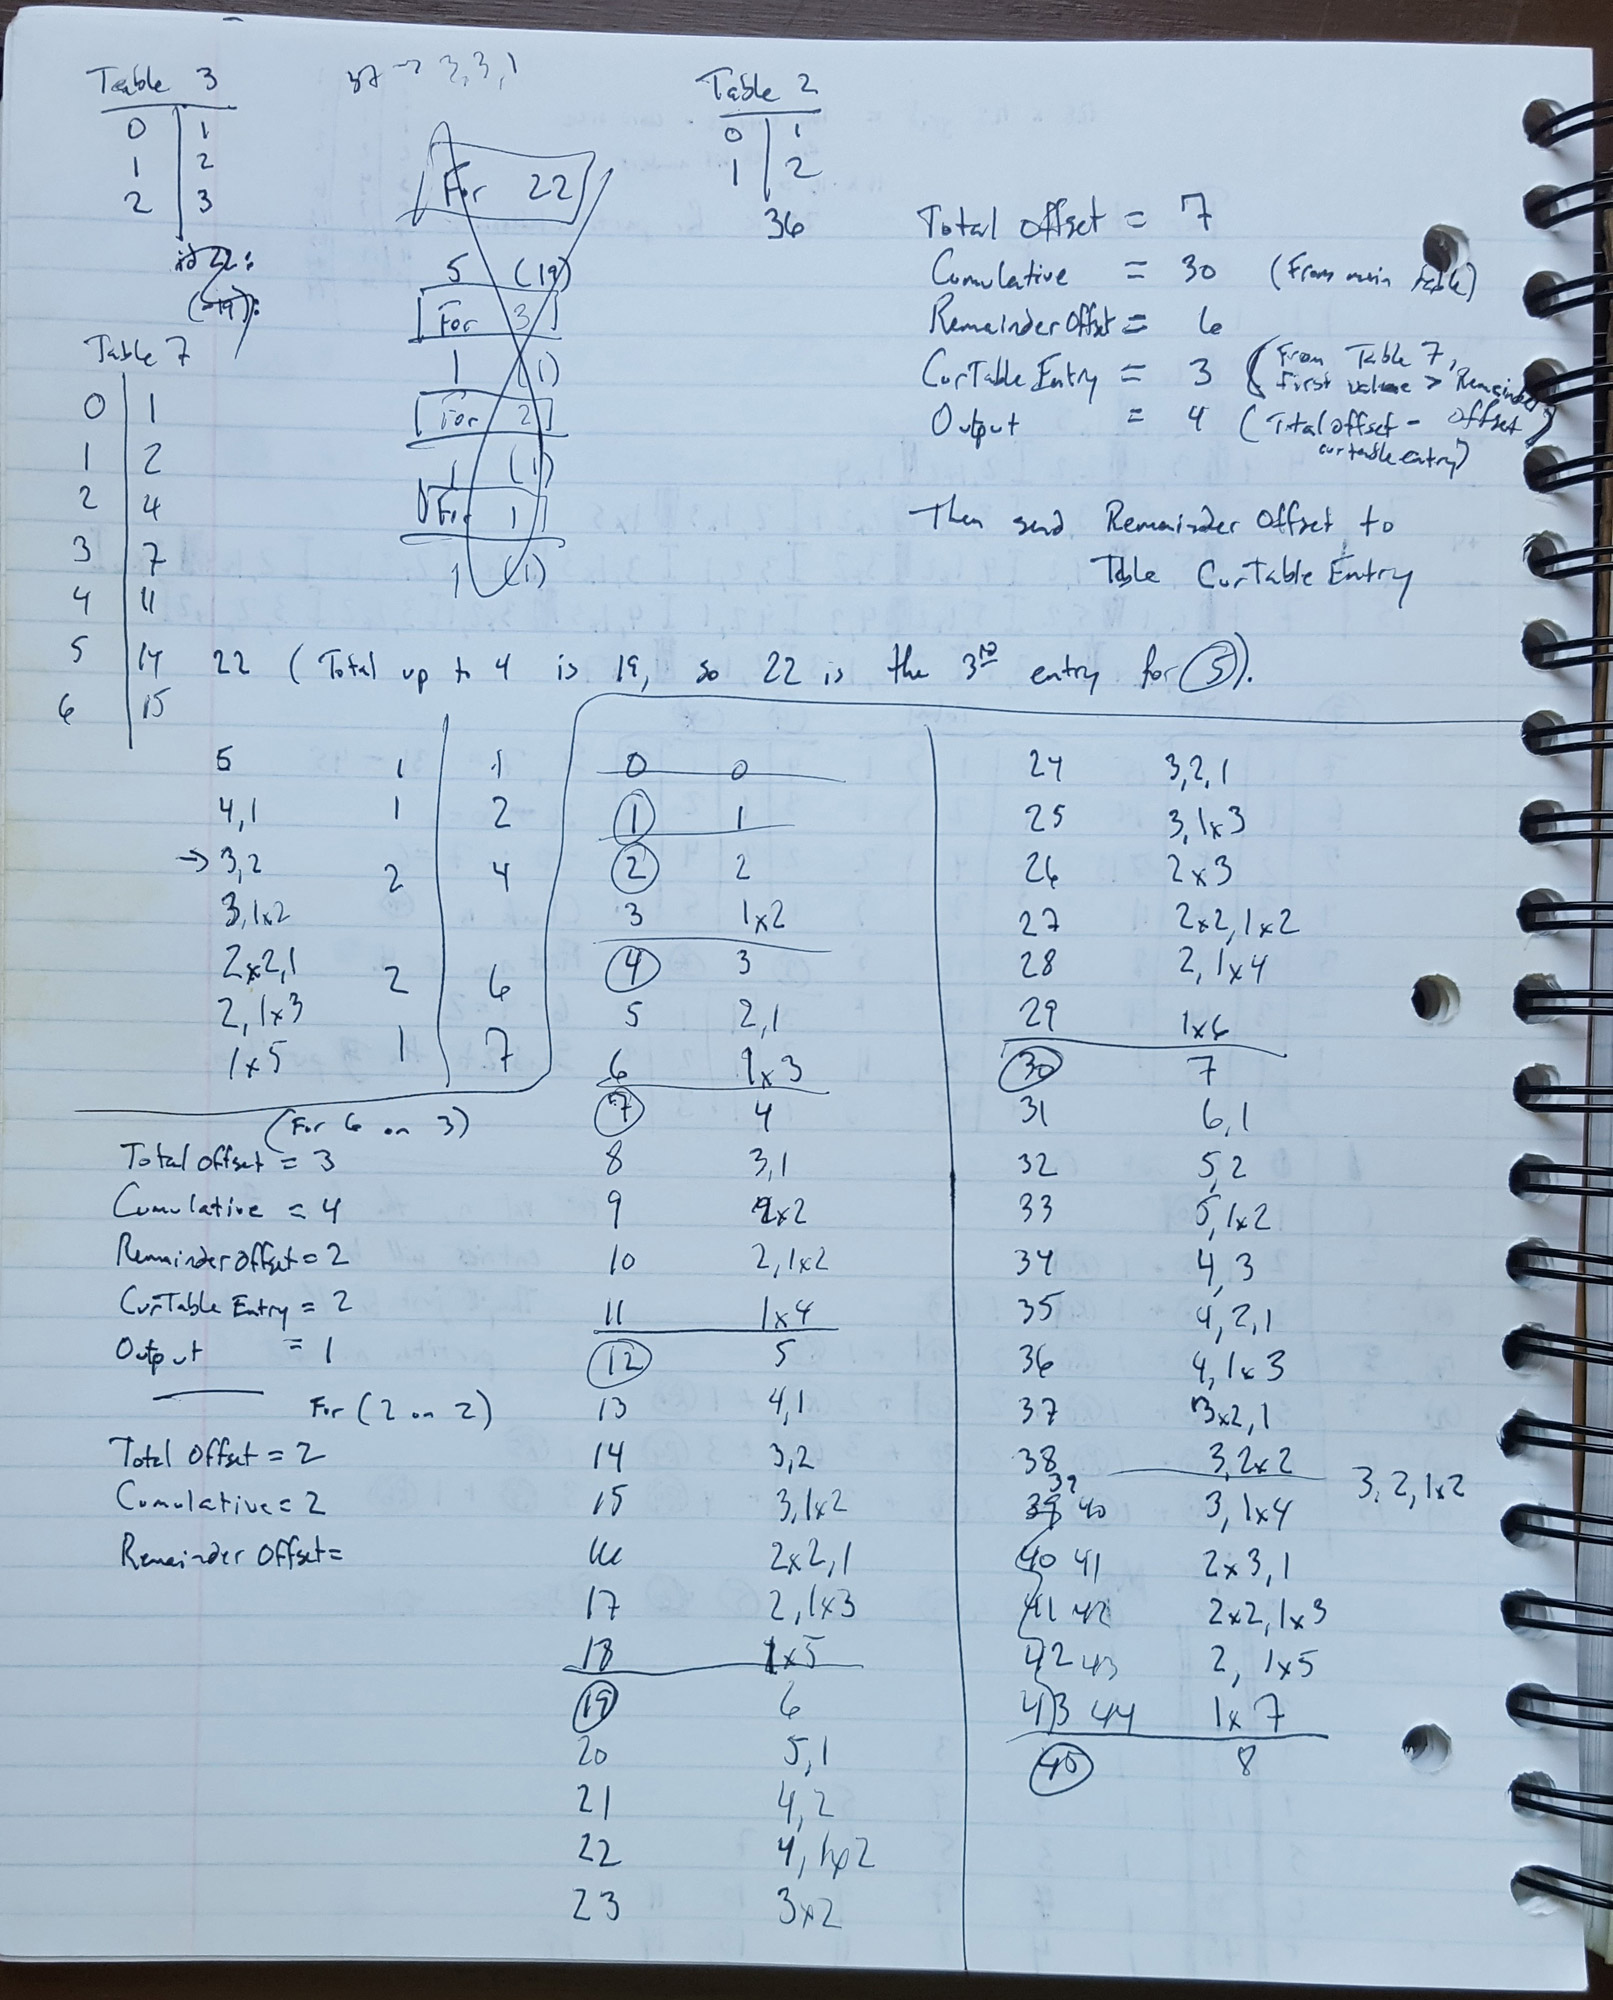 Table 3
0 | 1
1 | 2
2 | 3
37 → 3,3,1
Table 2
0 | 1
1 | 2
36
For 22
5 (19)
For 3
1 (1)
For 2
1 (1)
For 1
1 (1)
(19):
Total Offset = 7
Cumulative = 30 (From main table)
Remainder Offset = 6
CurTable Entry = 3 (From Table 7, First value > Remainder)
Output = 4 (Total offset - Offset curtable entry)
Then send Remainder Offset to
Table CurTable Entry
Table 7
0 | 1
1 | 2
2 | 4
3 | 7
4 | 11
5 | 14
6 | 15
22 (Total up to 4 is 19, so 22 is the 3rd entry for 5).
5 1 1
4,1 1 2
→ 3,2 2 4
3,1x2
2x2,1 2 6
2,1x3
1x5 1 7
(For 6 on 3)
Total Offset = 3
Cumulative = 4
Remainder Offset = 2
CurTable Entry = 2
Output = 1
For (2 on 2)
Total Offset = 2
Cumulative = 2
Remainder Offset =
0 0
1 1
2 2
3 1x2
4 3
5 2,1
6 1x3
7 4
8 3,1
9 2x2
10 2,1x2
11 1x4
12 5
13 4,1
14 3,2
15 3,1x2
16 2x2,1
17 2,1x3
18 1x5
19 6
20 5,1
21 4,2
22 4,1x2
23 3x2
24 3,2,1
25 3,1x3
26 2x3
27 2x2,1x2
28 2,1x4
29 1x6
30 7
31 6,1
32 5,2
33 5,1x2
34 4,3
35 4,2,1
36 4,1x3
37 3x2,1
38 3,2x2
39 3,2,1x2
39 40 3,1x4
40 41 2x3,1
41 42 2x2,1x3
42 43 2,1x5
43 44 1x7
45 8